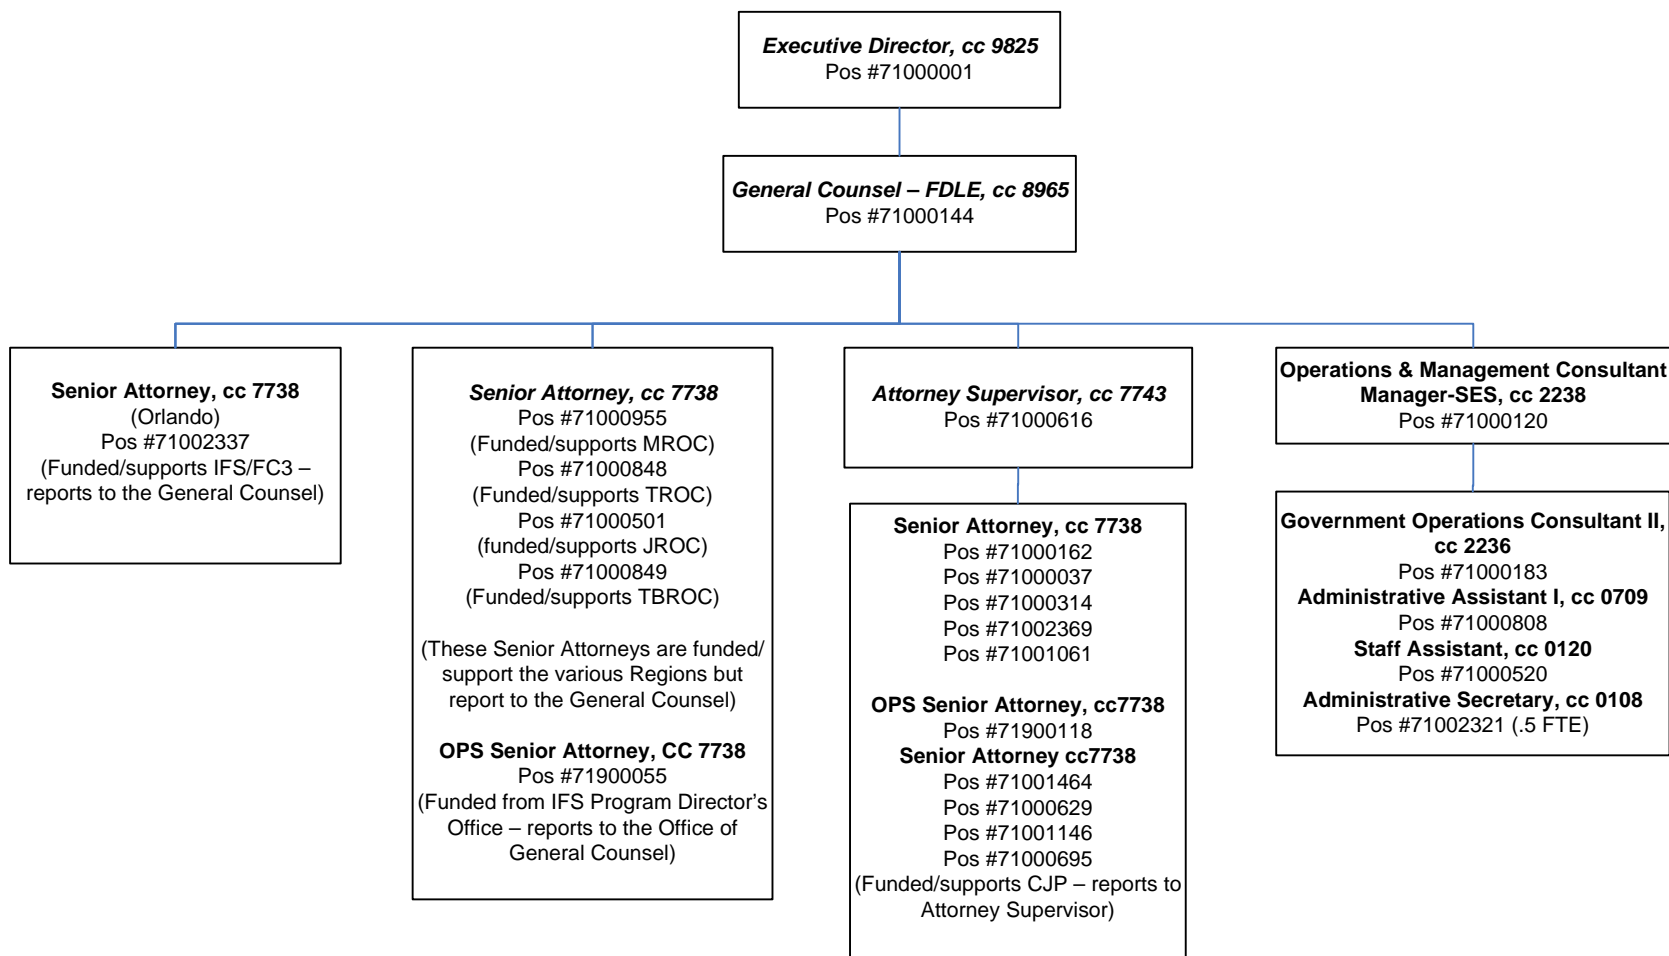 Executive Director, cc 9825
Pos #71000001
General Counsel – FDLE, cc 8965
Pos #71000144
Senior Attorney, cc 7738
(Orlando)
Pos #71002337
(Funded/supports IFS/FC3 –
reports to the General Counsel)
Senior Attorney, cc 7738
Pos #71000955
(Funded/supports MROC)
Pos #71000848
(Funded/supports TROC)
Pos #71000501
(funded/supports JROC)
Pos #71000849
(Funded/supports TBROC)
(These Senior Attorneys are funded/
support the various Regions but
report to the General Counsel)
OPS Senior Attorney, CC 7738
Pos #71900055
(Funded from IFS Program Director’s
Office – reports to the Office of
General Counsel)
Attorney Supervisor, cc 7743
Pos #71000616
Senior Attorney, cc 7738
Pos #71000162
Pos #71000037
Pos #71000314
Pos #71002369
Pos #71001061
OPS Senior Attorney, cc7738
Pos #71900118
Senior Attorney cc7738
Pos #71001464
Pos #71000629
Pos #71001146
Pos #71000695
(Funded/supports CJP – reports to
Attorney Supervisor)
Operations & Management Consultant
Manager-SES, cc 2238
Pos #71000120
Government Operations Consultant II,
cc 2236
Pos #71000183
Administrative Assistant I, cc 0709
Pos #71000808
Staff Assistant, cc 0120
Pos #71000520
Administrative Secretary, cc 0108
Pos #71002321 (.5 FTE)